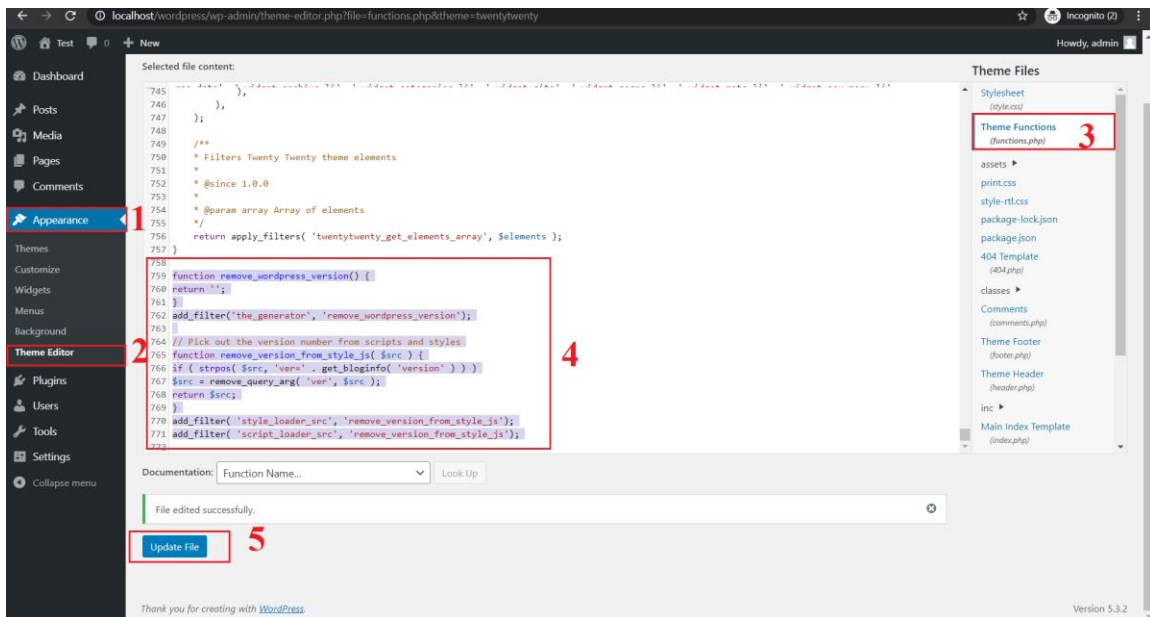 localhost/wordpress/wp-admin/theme-editor.php?file=functions.php&theme=twentytwenty
Incognito (2)
Test 0 + New
Howdy, admin
Dashboard
Posts
Media
Pages
Comments
Appearance
1
Themes
Customize
Widgets
Menus
Background
Theme Editor
2
Plugins
Users
Tools
Settings
Collapse menu
Selected file content:
745 ),
746 ),
747 );
748
749 /**
750 * Filters Twenty Twenty theme elements
751 *
752 * @since 1.0.0
753 *
754 * @param array Array of elements
755 */
756 return apply_filters( 'twentytwenty_get_elements_array', $elements );
757 }
758
759 function remove_wordpress_version() {
760 return '';
761 }
762 add_filter('the_generator', 'remove_wordpress_version');
763
764 // Pick out the version number from scripts and styles
765 function remove_version_from_style_js( $src ) {
766 if ( strpos( $src, 'ver=' . get_bloginfo( 'version' ) ) )
767 $src = remove_query_arg( 'ver', $src );
768 return $src;
769 }
770 add_filter( 'style_loader_src', 'remove_version_from_style_js');
771 add_filter( 'script_loader_src', 'remove_version_from_style_js');
772
4
Theme Files
Stylesheet
(style.css)
Theme Functions
(functions.php)
3
assets
print.css
style-rtl.css
package-lock.json
package.json
404 Template
(404.php)
classes
Comments
(comments.php)
Theme Footer
(footer.php)
Theme Header
(header.php)
inc
Main Index Template
(index.php)
Documentation: Function Name... Look Up
File edited successfully.
Update File
5
Thank you for creating with WordPress.
Version 5.3.2